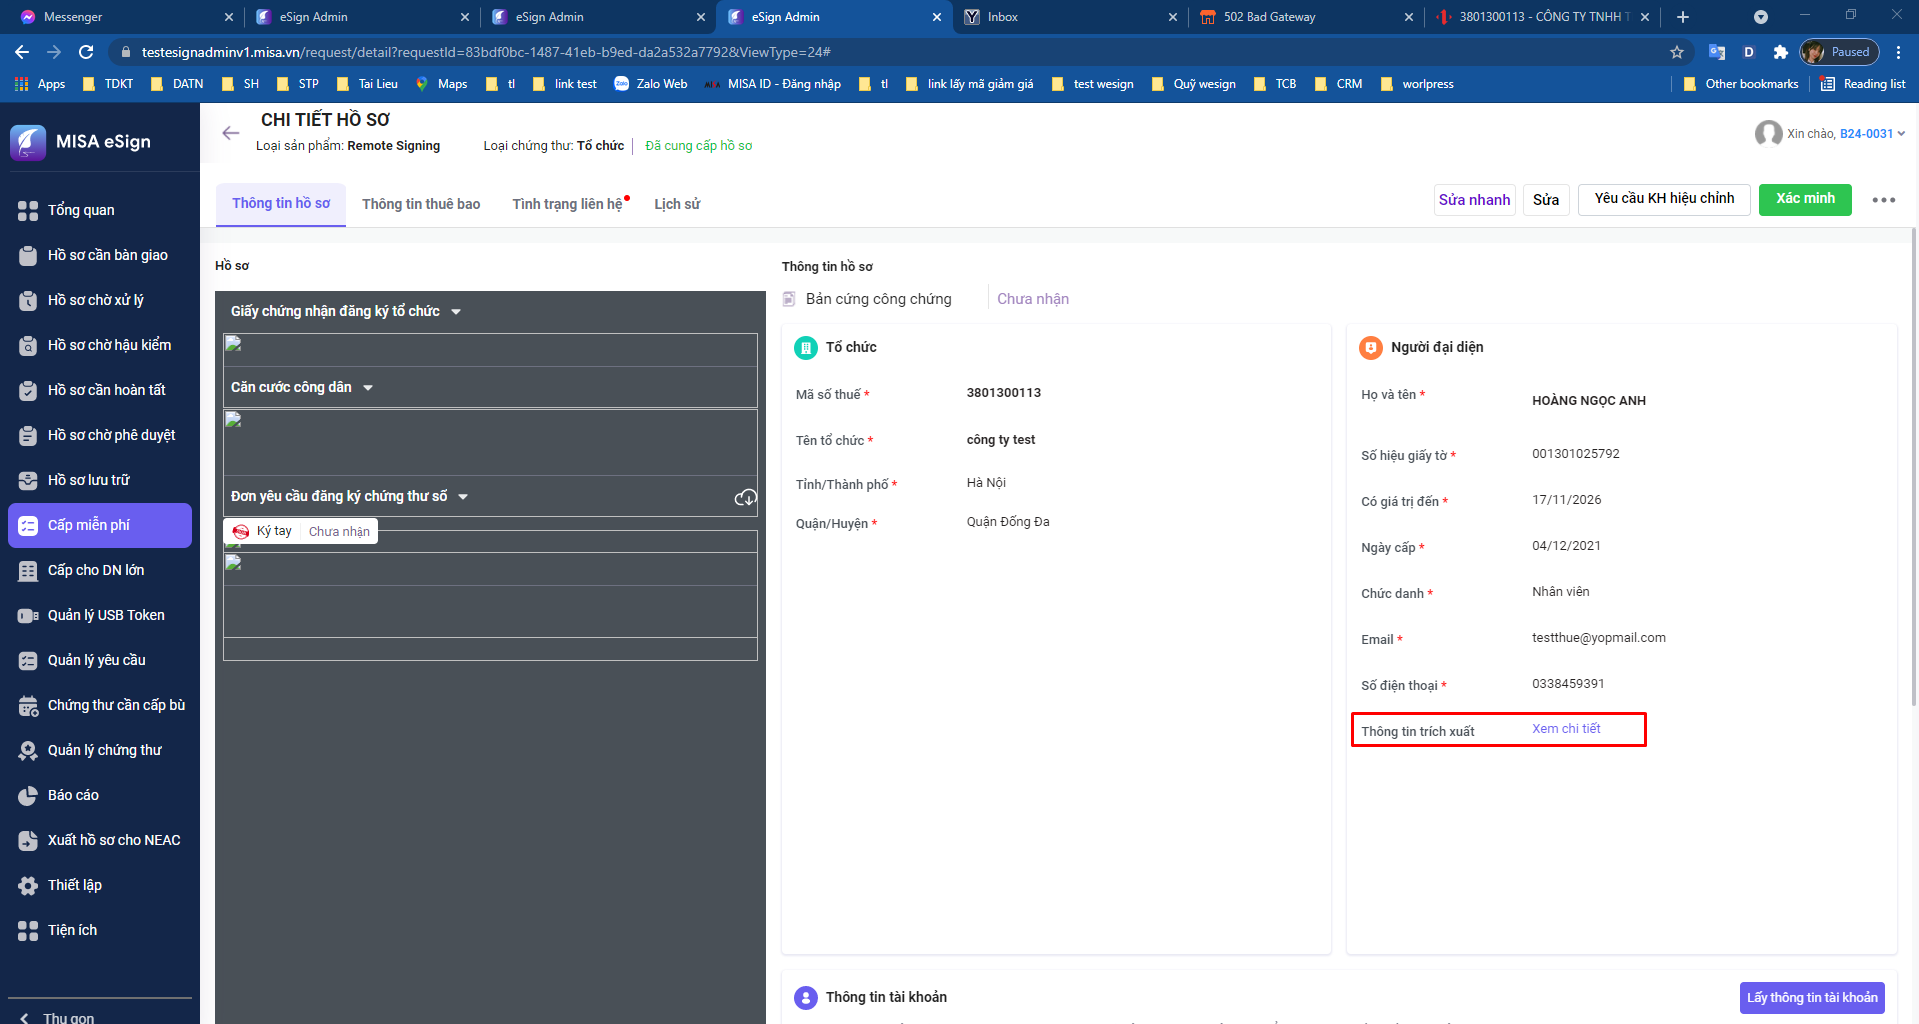 Messenger
eSign Admin
eSign Admin
eSign Admin
Inbox
502 Bad Gateway
3801300113 - CÔNG TY TNHH T
testesignadminv1.misa.vn/request/detail?requestId=83bdf0bc-1487-41eb-b9ed-da2a532a7792&ViewType=24#
Paused
Apps
TDKT
DATN
SH
STP
Tai Lieu
Maps
tl
link test
Zalo Web
MISA ID - Đăng nhập
tl
link lấy mã giảm giá
test wesign
Quỹ wesign
TCB
CRM
worlpress
Other bookmarks
Reading list
MISA eSign
Tổng quan
Hồ sơ cần bàn giao
Hồ sơ chờ xử lý
Hồ sơ chờ hậu kiểm
Hồ sơ cần hoàn tất
Hồ sơ chờ phê duyệt
Hồ sơ lưu trữ
Cấp miễn phí
Cấp cho DN lớn
Quản lý USB Token
Quản lý yêu cầu
Chứng thư cần cấp bù
Quản lý chứng thư
Báo cáo
Xuất hồ sơ cho NEAC
Thiết lập
Tiện ích
Thu gọn
CHI TIẾT HỒ SƠ
Loại sản phẩm: Remote Signing
Loại chứng thư: Tổ chức
Đã cung cấp hồ sơ
Xin chào, B24-0031
Thông tin hồ sơ
Thông tin thuê bao
Tình trạng liên hệ
Lịch sử
Sửa nhanh
Sửa
Yêu cầu KH hiệu chỉnh
Xác minh
Hồ sơ
Giấy chứng nhận đăng ký tổ chức
Căn cước công dân
Đơn yêu cầu đăng ký chứng thư số
Ký tay
Chưa nhận
Thông tin hồ sơ
Bản cứng công chứng
Chưa nhận
Tổ chức
Mã số thuế *
3801300113
Tên tổ chức *
công ty test
Tỉnh/Thành phố *
Hà Nội
Quận/Huyện *
Quận Đống Đa
Người đại diện
Họ và tên *
HOÀNG NGỌC ANH
Số hiệu giấy tờ *
001301025792
Có giá trị đến *
17/11/2026
Ngày cấp *
04/12/2021
Chức danh *
Nhân viên
Email *
testthue@yopmail.com
Số điện thoại *
0338459391
Thông tin trích xuất
Xem chi tiết
Thông tin tài khoản
Lấy thông tin tài khoản